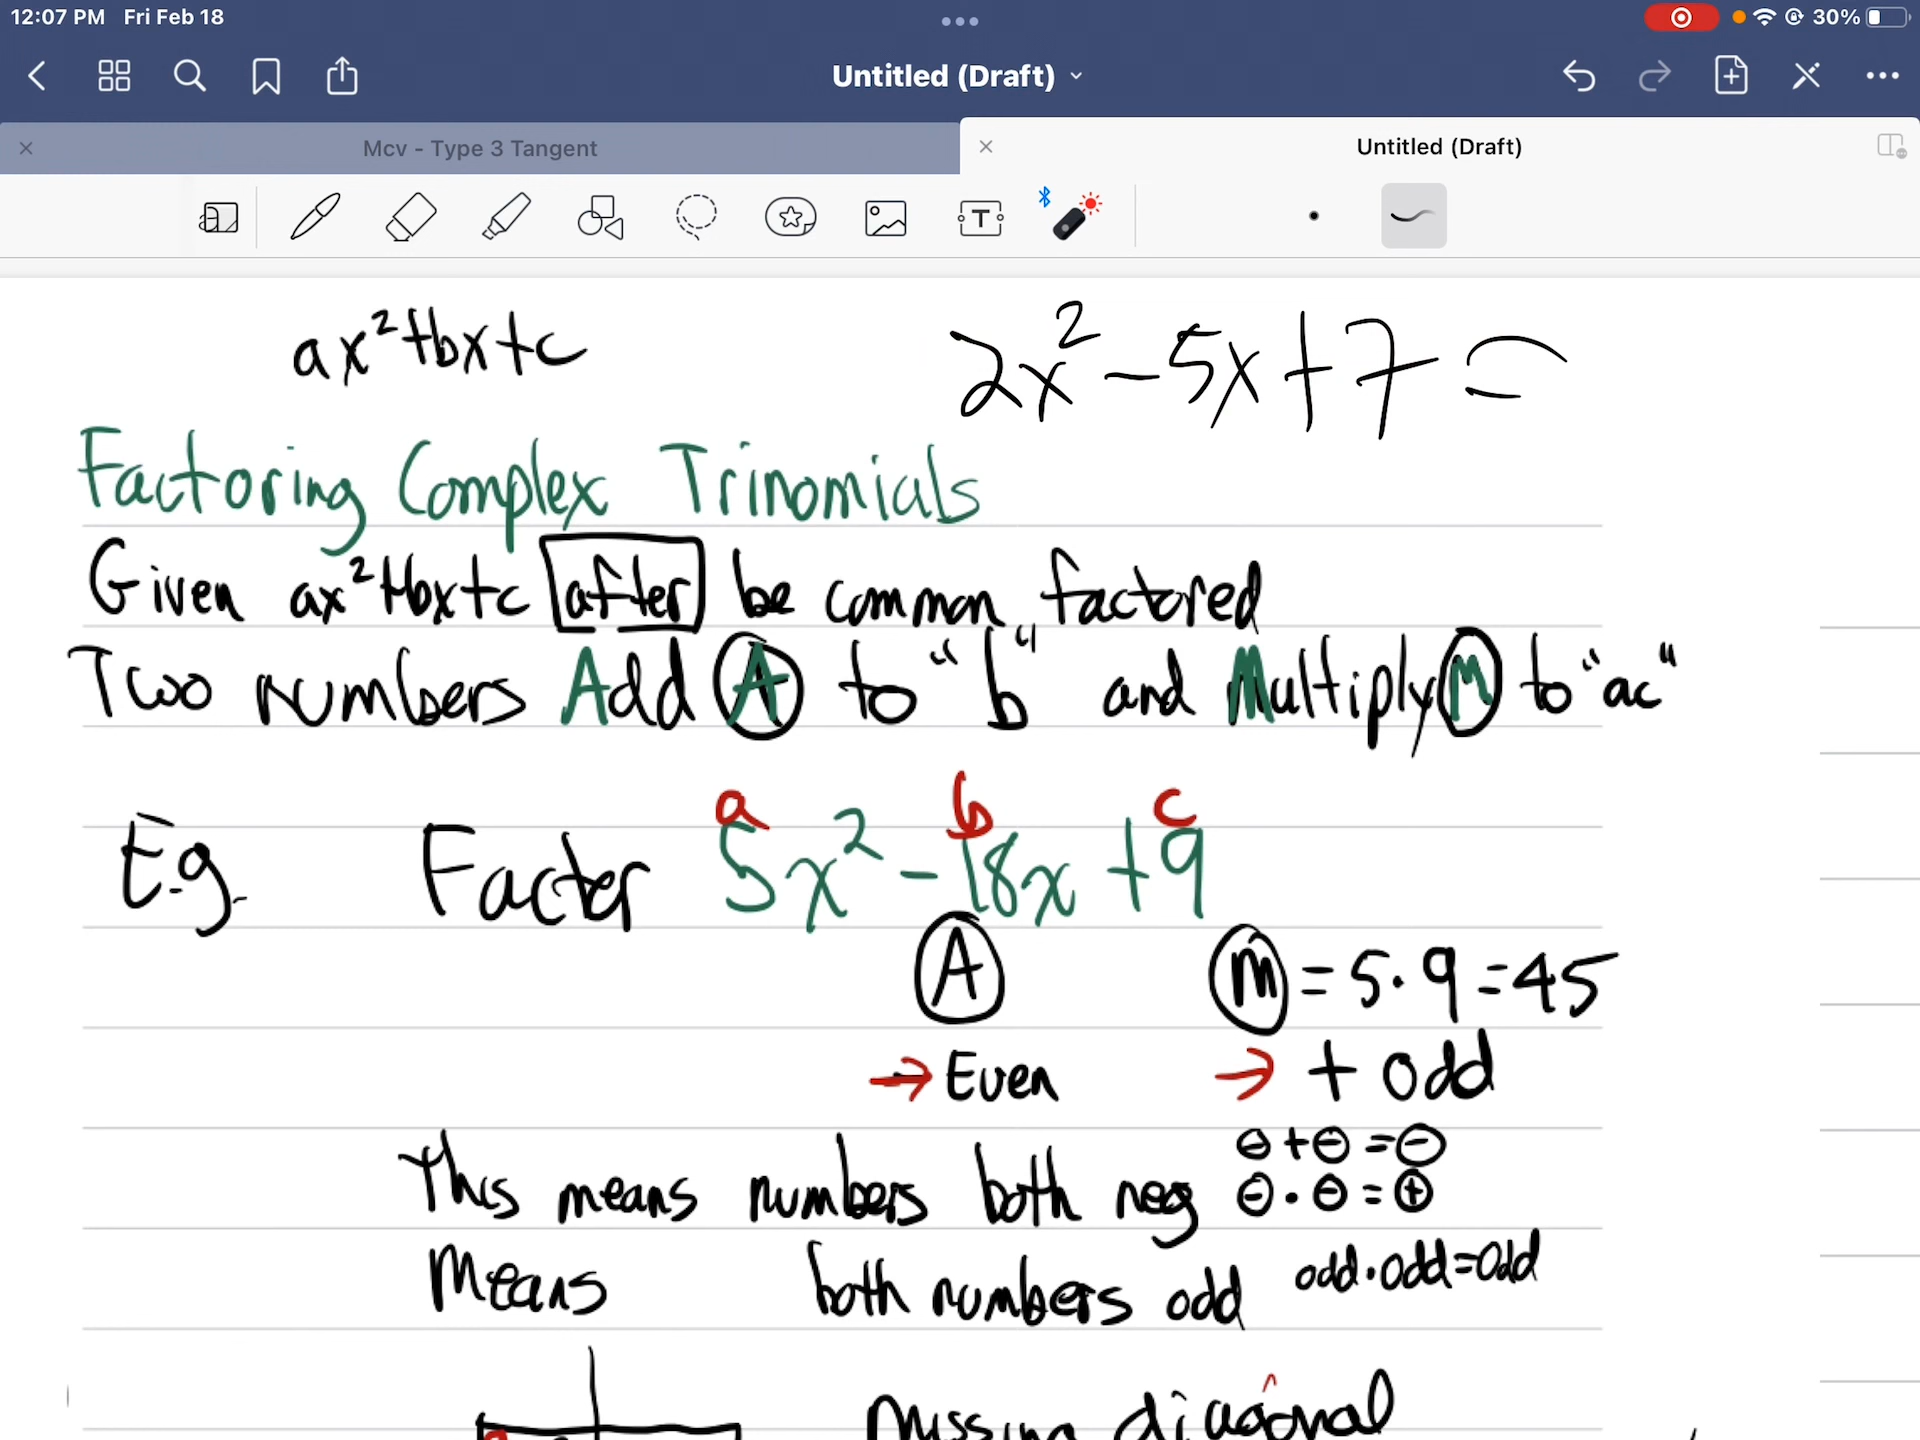 12:07 PM Fri Feb 18
30%
Untitled (Draft)
Mcv - Type 3 Tangent
Untitled (Draft)
T
ax²+bx+c
2x²-5x+7=
Factoring Complex Trinomials
Given ax²+bx+c after be common factored
Two numbers Add A to "b" and Multiply M to "ac"
a b c
E.g. Factor 5x²-18x+9
A M = 5·9 = 45
→ Even → + Odd
This means numbers both neg ⊖+⊖=⊖
⊖·⊖=⊕
Means both numbers odd odd·odd=Odd
missing diagonal